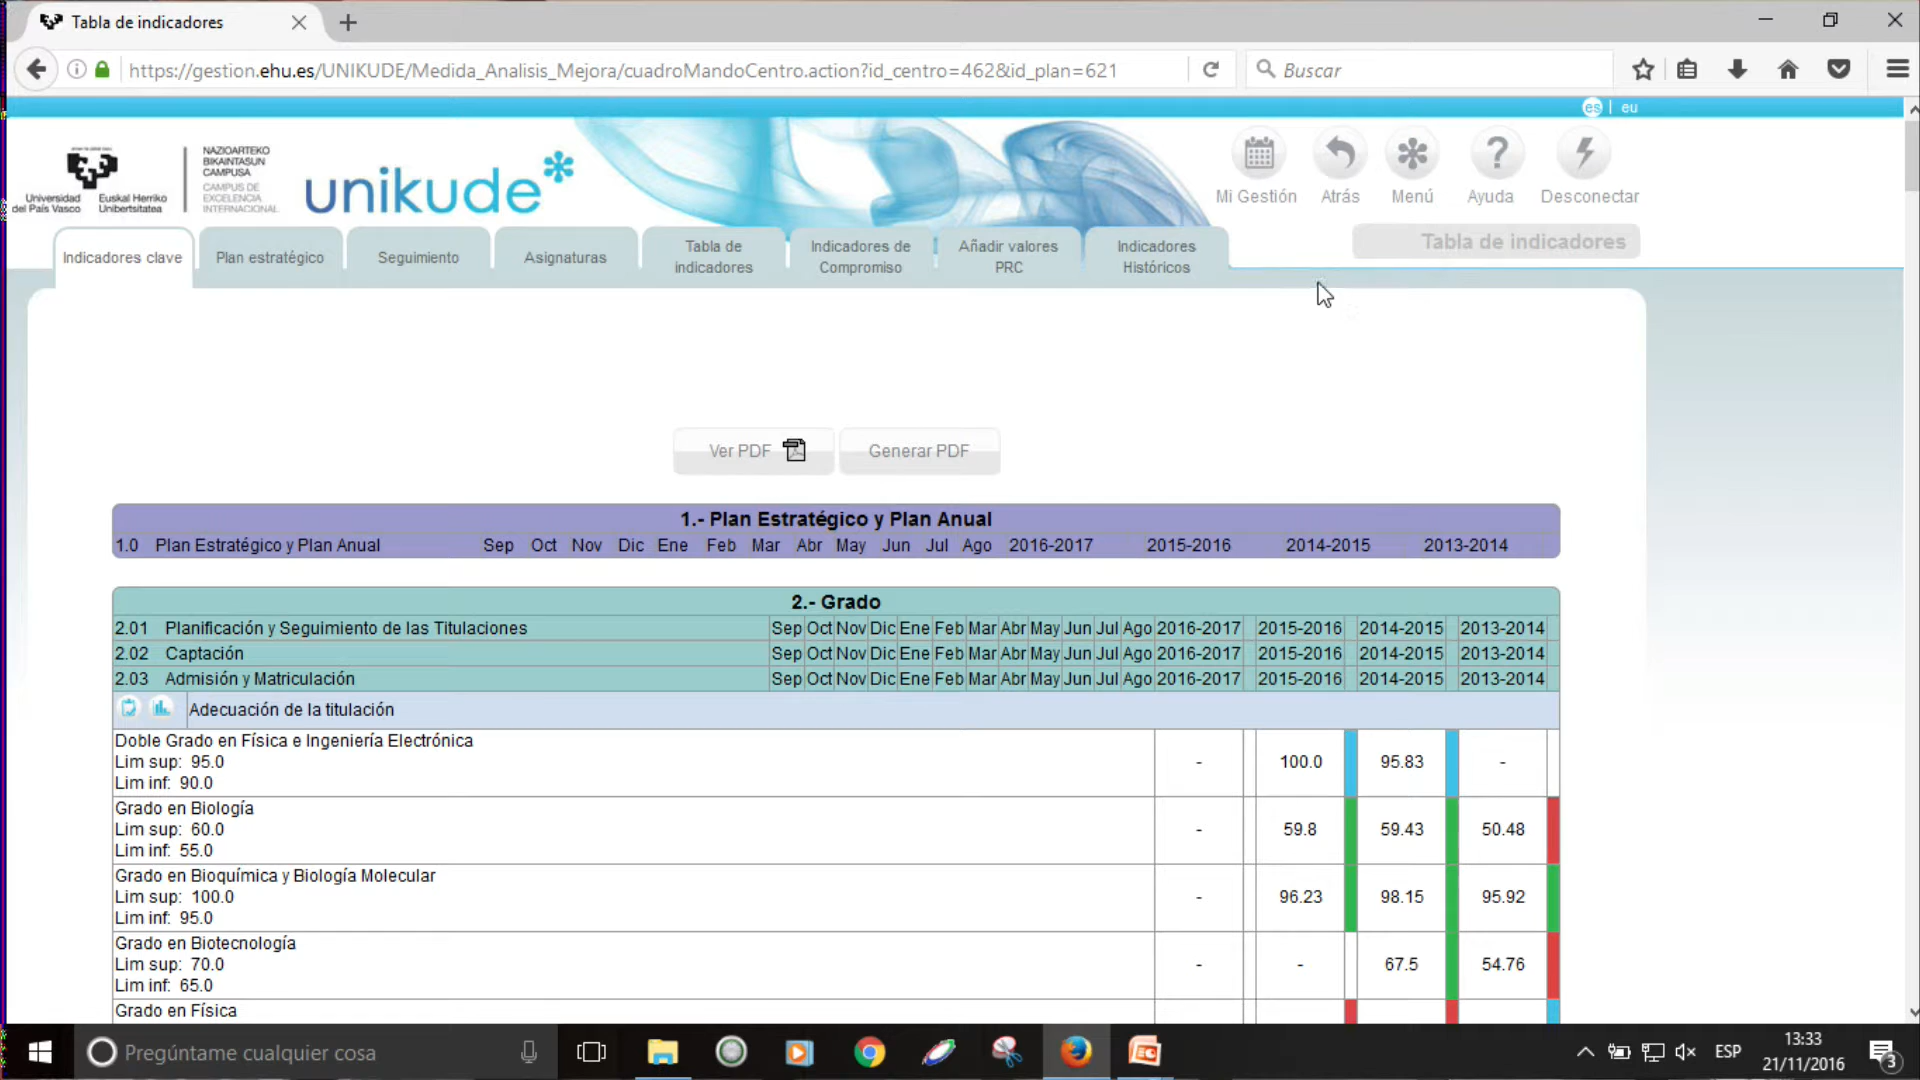 Tabla de indicadores
https://gestion.ehu.es/UNIKUDE/Medida_Analisis_Mejora/cuadroMandoCentro.action?id_centro=462&id_plan=621
Buscar
es | eu
NAZIOARTEKO
BIKAINTASUN
CAMPUSA
CAMPUS DE
EXCELENCIA
INTERNACIONAL
Universidad
del País Vasco
Euskal Herriko
Unibertsitatea
unikude
Mi Gestión Atrás Menú Ayuda Desconectar
Tabla de indicadores
Indicadores clave
Plan estratégico
Seguimiento
Asignaturas
Tabla de
indicadores
Indicadores de
Compromiso
Añadir valores
PRC
Indicadores
Históricos
Ver PDF
Generar PDF
1.- Plan Estratégico y Plan Anual
1.0 Plan Estratégico y Plan Anual Sep Oct Nov Dic Ene Feb Mar Abr May Jun Jul Ago 2016-2017 2015-2016 2014-2015 2013-2014
2.- Grado
2.01 Planificación y Seguimiento de las Titulaciones Sep Oct Nov Dic Ene Feb Mar Abr May Jun Jul Ago 2016-2017 2015-2016 2014-2015 2013-2014
2.02 Captación Sep Oct Nov Dic Ene Feb Mar Abr May Jun Jul Ago 2016-2017 2015-2016 2014-2015 2013-2014
2.03 Admisión y Matriculación Sep Oct Nov Dic Ene Feb Mar Abr May Jun Jul Ago 2016-2017 2015-2016 2014-2015 2013-2014
Adecuación de la titulación
Doble Grado en Física e Ingeniería Electrónica
Lim sup: 95.0 - 100.0 95.83 -
Lim inf: 90.0
Grado en Biología
Lim sup: 60.0 - 59.8 59.43 50.48
Lim inf: 55.0
Grado en Bioquímica y Biología Molecular
Lim sup: 100.0 - 96.23 98.15 95.92
Lim inf: 95.0
Grado en Biotecnología
Lim sup: 70.0 - - 67.5 54.76
Lim inf: 65.0
Grado en Física
Pregúntame cualquier cosa
ESP
13:33
21/11/2016
3